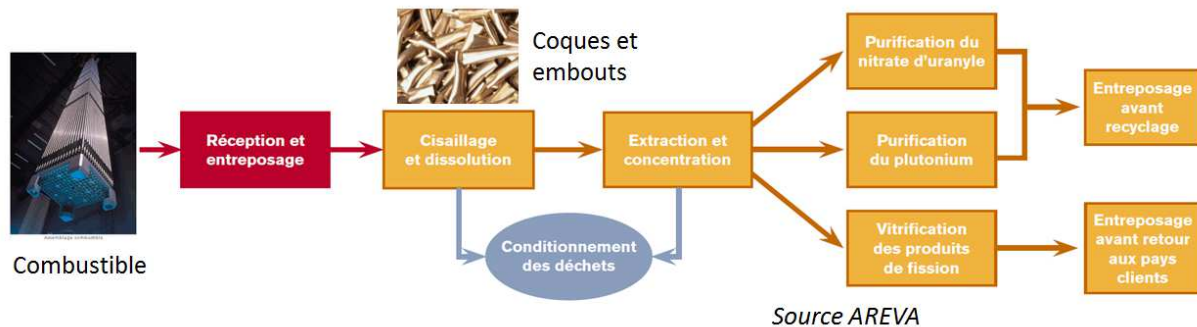 Coques et
embouts
Assemblage combustible
Combustible
Réception et
entreposage
Cisaillage
et dissolution
Extraction et
concentration
Conditionnement
des déchets
Purification du
nitrate d'uranyle
Purification
du plutonium
Vitrification
des produits
de fission
Entreposage
avant
recyclage
Entreposage
avant retour
aux pays
clients
Source AREVA